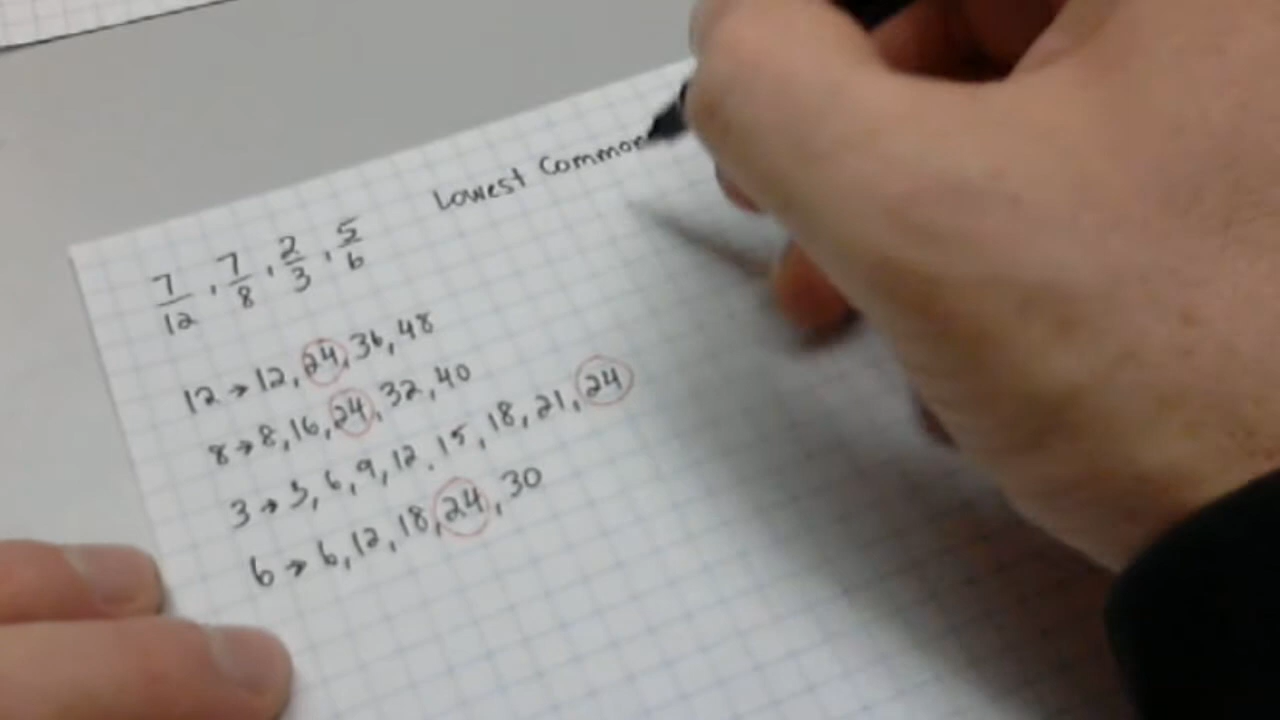 Lowest Common
7/12, 7/8, 2/3, 5/6
12 → 12, 24, 36, 48
8 → 8, 16, 24, 32, 40
3 → 3, 6, 9, 12, 15, 18, 21, 24
6 → 6, 12, 18, 24, 30